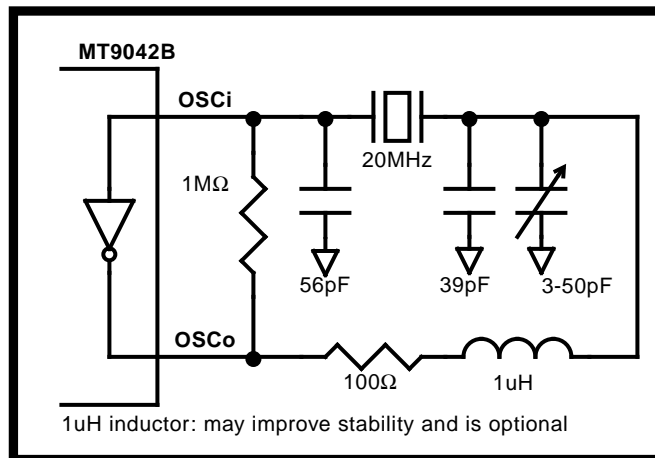 MT9042B
OSCi
20MHz
1MΩ
56pF
39pF
3-50pF
OSCo
100Ω
1uH
1uH inductor: may improve stability and is optional